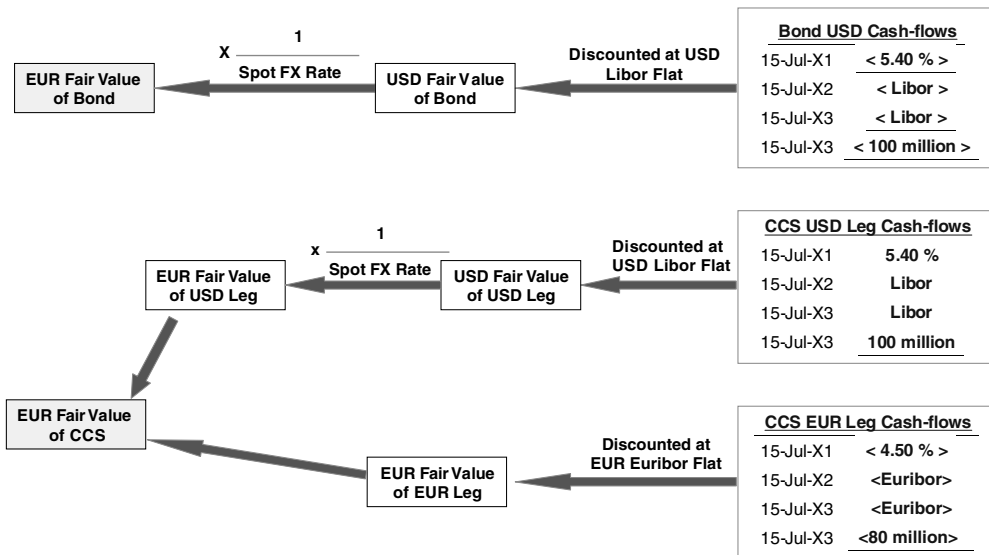 Bond USD Cash-flows
15-Jul-X1 < 5.40 % >
15-Jul-X2 < Libor >
15-Jul-X3 < Libor >
15-Jul-X3 < 100 million >
Discounted at USD
Libor Flat
USD Fair Value
of Bond
X 1
Spot FX Rate
EUR Fair Value
of Bond
CCS USD Leg Cash-flows
15-Jul-X1 5.40 %
15-Jul-X2 Libor
15-Jul-X3 Libor
15-Jul-X3 100 million
Discounted at
USD Libor Flat
USD Fair Value
of USD Leg
x 1
Spot FX Rate
EUR Fair Value
of USD Leg
EUR Fair Value
of CCS
CCS EUR Leg Cash-flows
15-Jul-X1 < 4.50 % >
15-Jul-X2 <Euribor>
15-Jul-X3 <Euribor>
15-Jul-X3 <80 million>
Discounted at
EUR Euribor Flat
EUR Fair Value
of EUR Leg